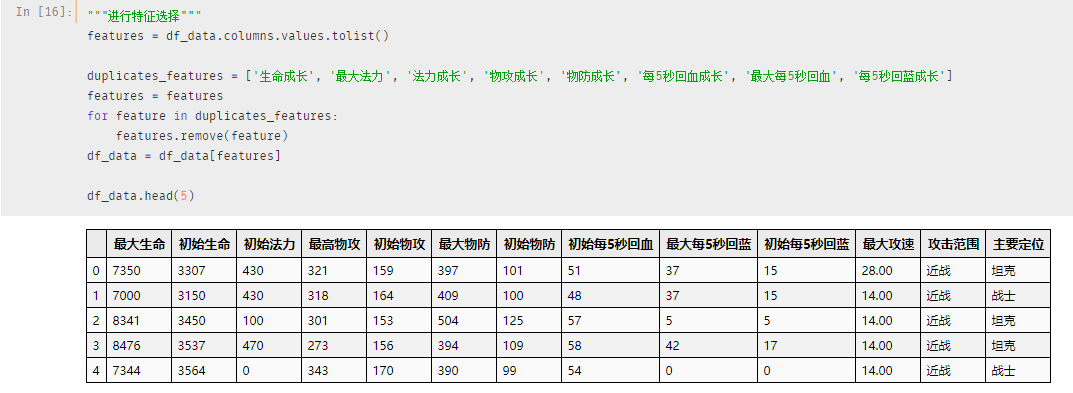 In [16]:
"""进行特征选择"""
features = df_data.columns.values.tolist()
duplicates_features = ['生命成长', '最大法力', '法力成长', '物攻成长', '物防成长', '每5秒回血成长', '最大每5秒回血', '每5秒回蓝成长']
features = features
for feature in duplicates_features:
    features.remove(feature)
df_data = df_data[features]
df_data.head(5)
最大生命 初始生命 初始法力 最高物攻 初始物攻 最大物防 初始物防 初始每5秒回血 最大每5秒回蓝 初始每5秒回蓝 最大攻速 攻击范围 主要定位
0 7350 3307 430 321 159 397 101 51 37 15 28.00 近战 坦克
1 7000 3150 430 318 164 409 100 48 37 15 14.00 近战 战士
2 8341 3450 100 301 153 504 125 57 5 5 14.00 近战 坦克
3 8476 3537 470 273 156 394 109 58 42 17 14.00 近战 坦克
4 7344 3564 0 343 170 390 99 54 0 0 14.00 近战 战士